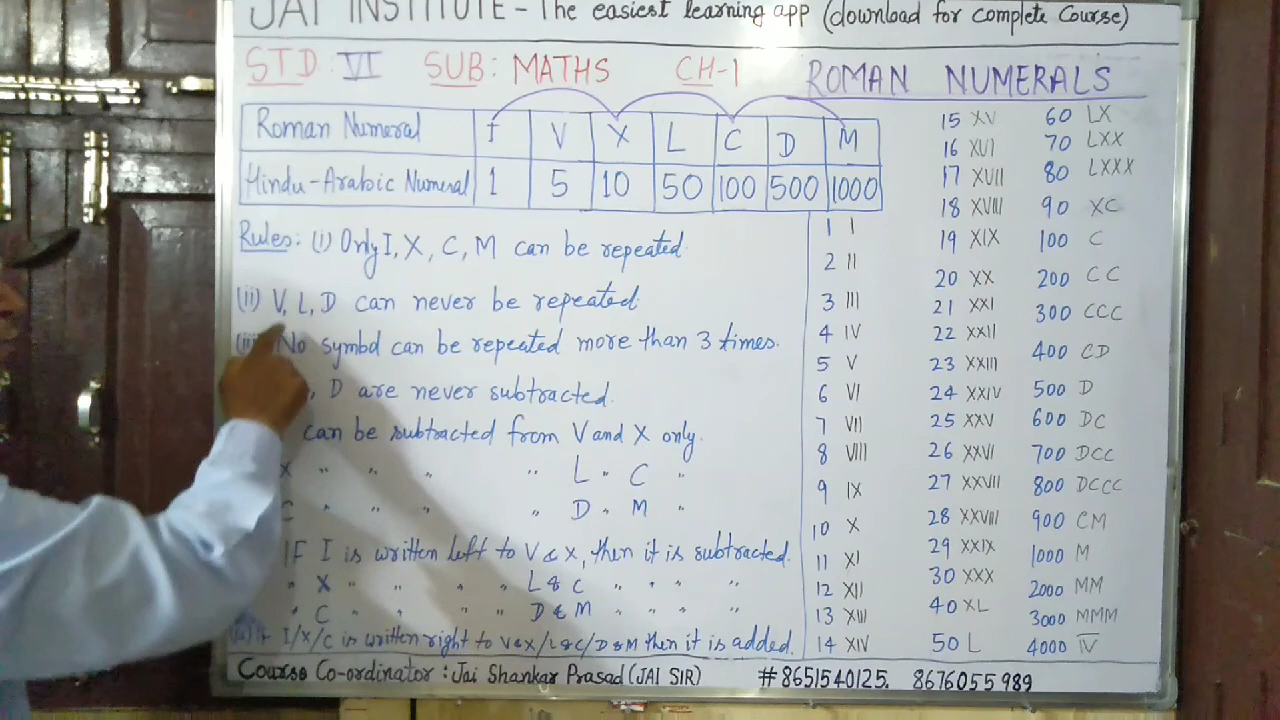 JAI INSTITUTE - The easiest learning app (download for complete Course)
STD : VI SUB : MATHS CH-1 ROMAN NUMERALS
Roman Numeral I V X L C D M
Hindu-Arabic Numeral 1 5 10 50 100 500 1000
Rules: (i) Only I, X, C, M can be repeated.
(ii) V, L, D can never be repeated.
(iii) No symbol can be repeated more than 3 times.
, D are never subtracted.
can be subtracted from V and X only.
X " " " " L " C "
C " " " " D " M "
IF I is written left to V & X, then it is subtracted.
" X " " " " L & C " " " "
" C " " " " D & M " " " "
I/X/C is written right to V&X/L&C/D&M then it is added.
1 I
2 II
3 III
4 IV
5 V
6 VI
7 VII
8 VIII
9 IX
10 X
11 XI
12 XII
13 XIII
14 XIV
15 XV
16 XVI
17 XVII
18 XVIII
19 XIX
20 XX
21 XXI
22 XXII
23 XXIII
24 XXIV
25 XXV
26 XXVI
27 XXVII
28 XXVIII
29 XXIX
30 XXX
40 XL
50 L
60 LX
70 LXX
80 LXXX
90 XC
100 C
200 CC
300 CCC
400 CD
500 D
600 DC
700 DCC
800 DCCC
900 CM
1000 M
2000 MM
3000 MMM
4000 I̅V̅
Course Co-ordinator : Jai Shankar Prasad (JAI SIR) # 8651540125. 8676055989